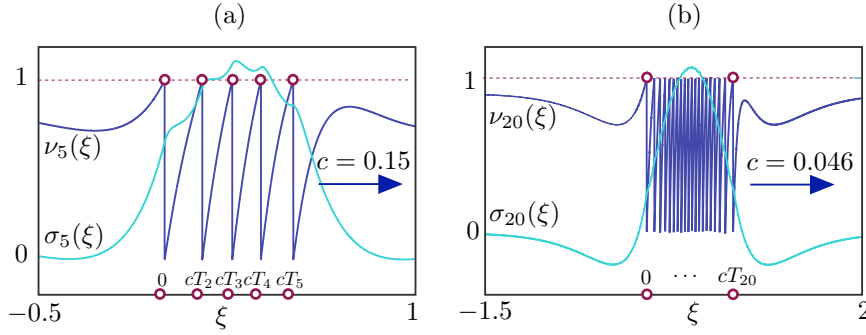 (a)
1
ν₅(ξ)
c = 0.15
σ₅(ξ)
0
0 cT₂ cT₃ cT₄ cT₅
−0.5 ξ 1
(b)
1
ν₂₀(ξ)
c = 0.046
σ₂₀(ξ)
0
0 ⋯ cT₂₀
−1.5 ξ 2